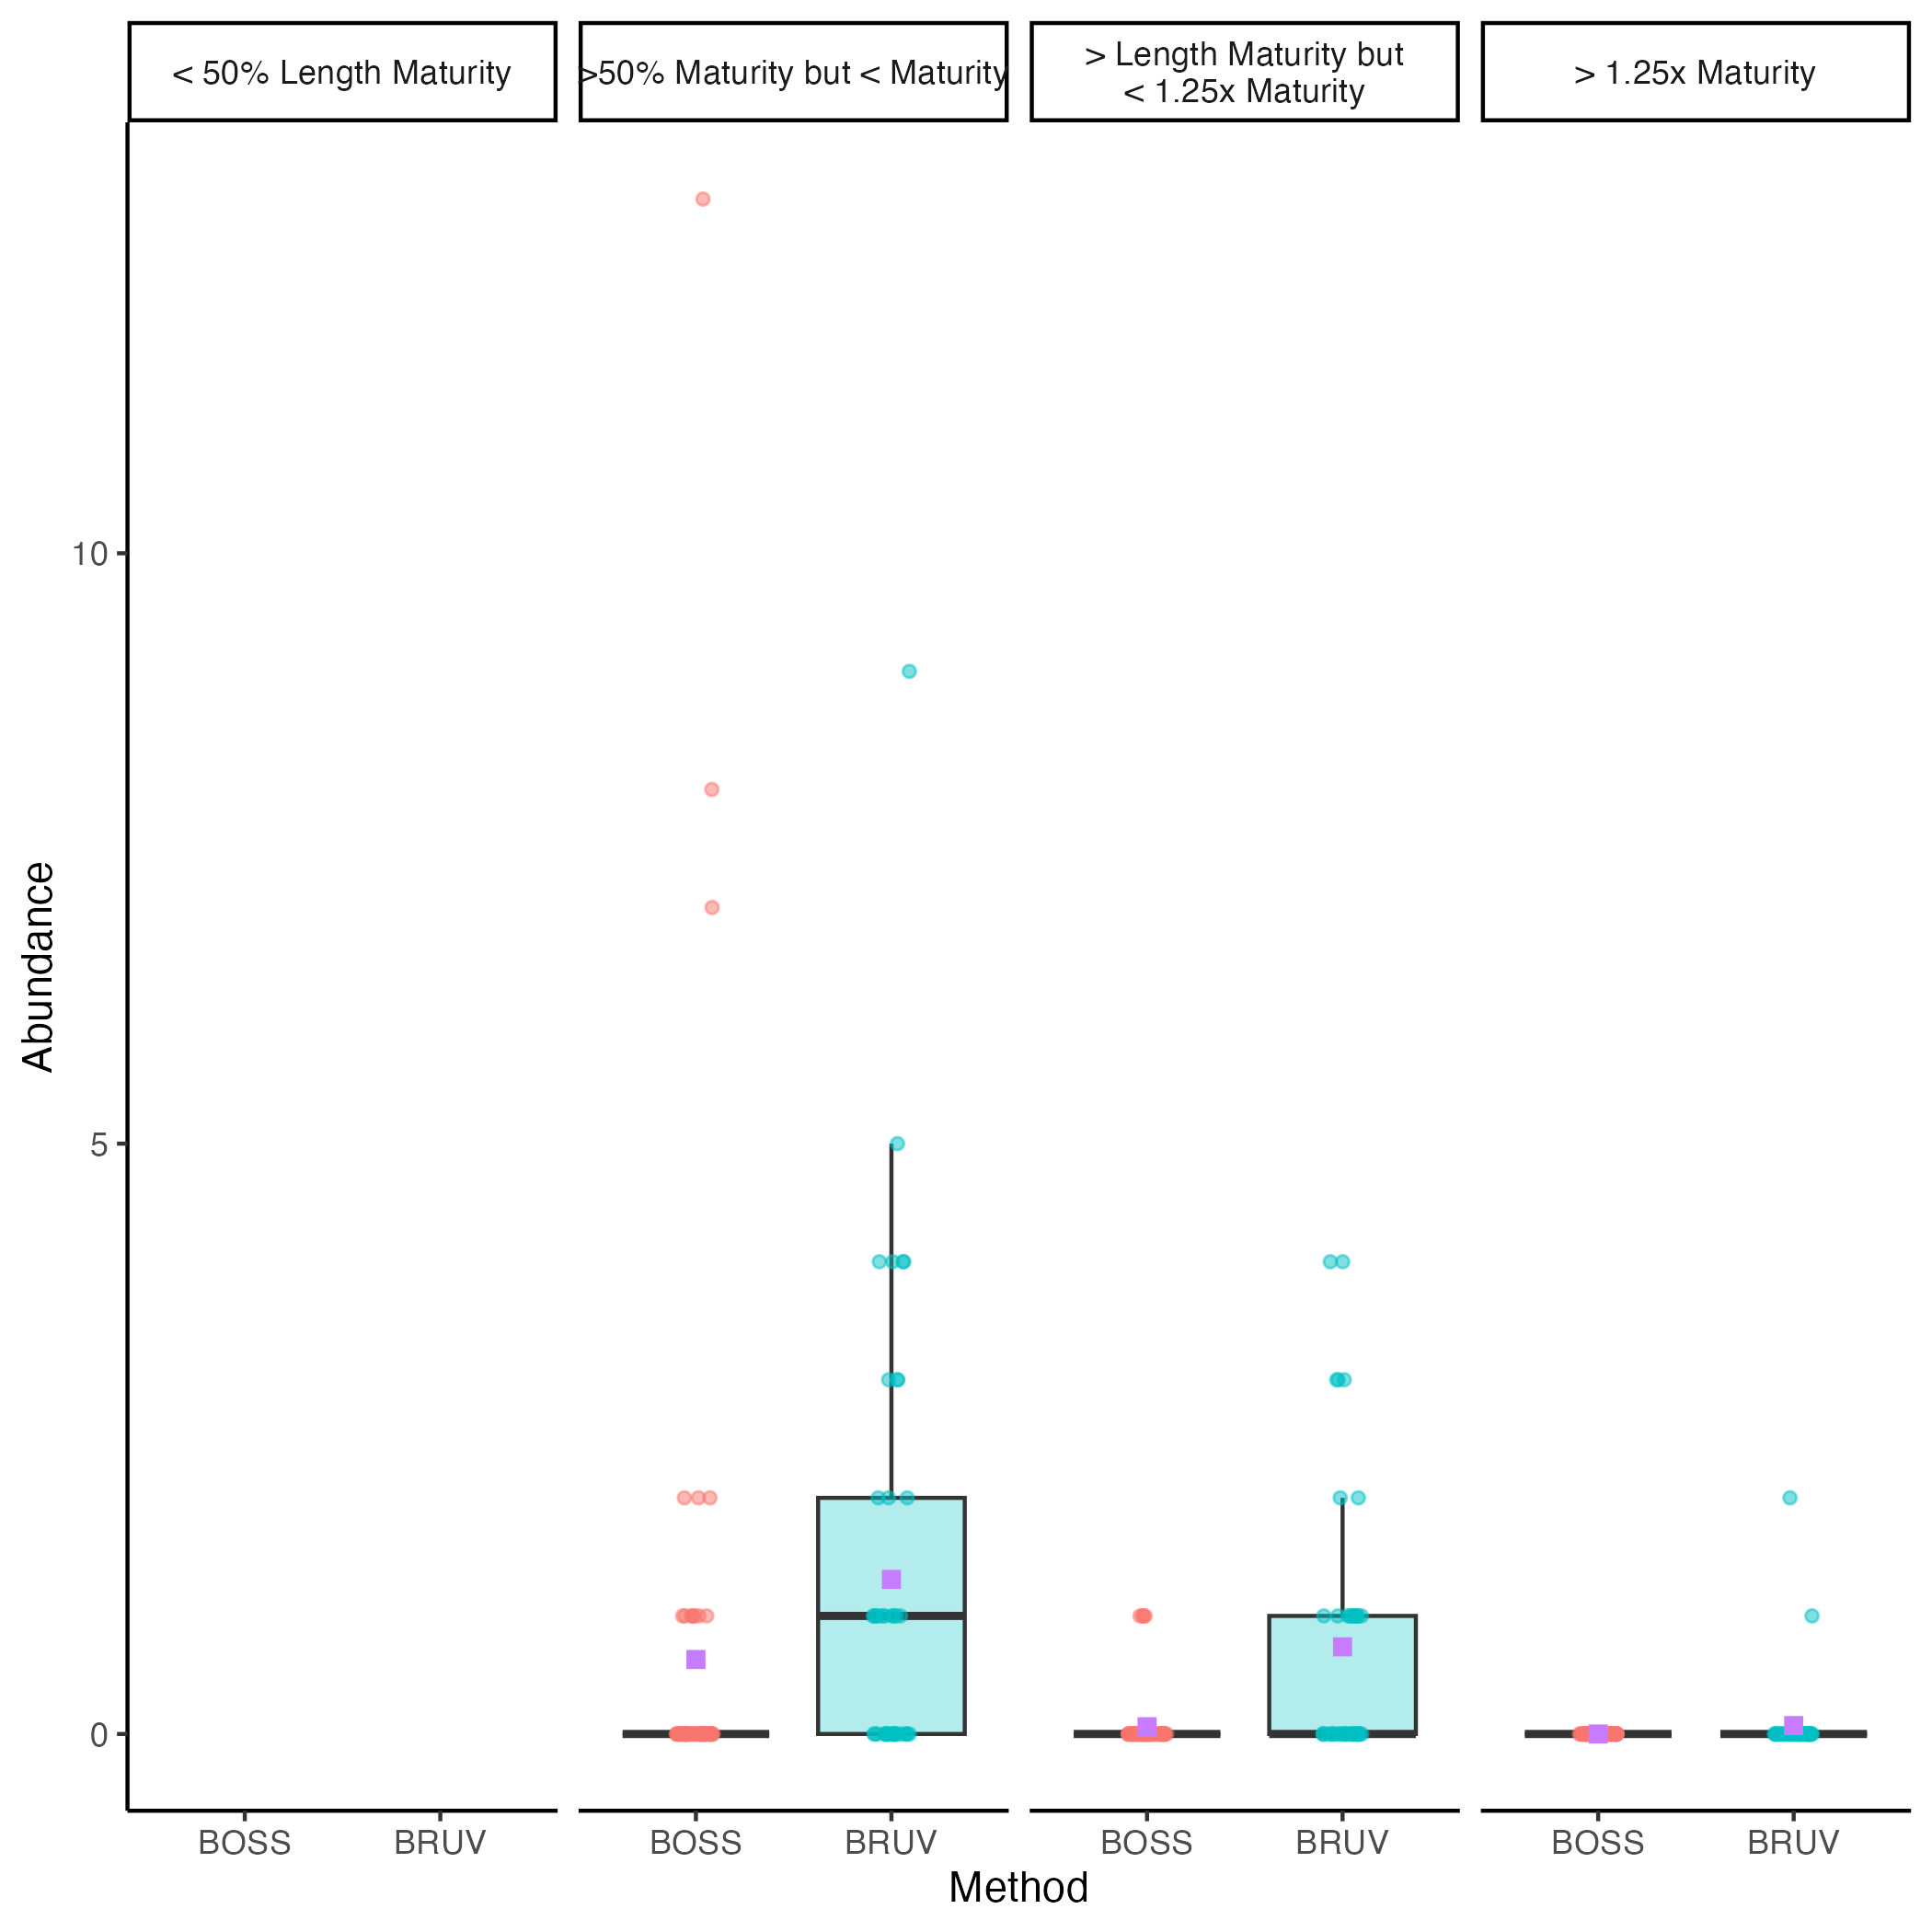 < 50% Length Maturity
>50% Maturity but < Maturity
> Length Maturity but
< 1.25x Maturity
> 1.25x Maturity
Abundance
10
5
0
BOSS
BRUV
BOSS
BRUV
BOSS
BRUV
BOSS
BRUV
Method